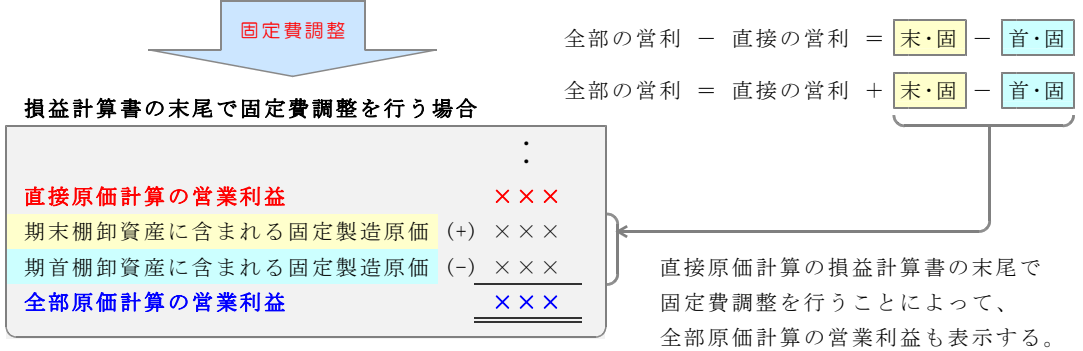 固定費調整
全部の営利 － 直接の営利 ＝ 末・固 － 首・固
全部の営利 ＝ 直接の営利 ＋ 末・固 － 首・固
損益計算書の末尾で固定費調整を行う場合
：
直接原価計算の営業利益 ×××
期末棚卸資産に含まれる固定製造原価 (+) ×××
期首棚卸資産に含まれる固定製造原価 (−) ×××
全部原価計算の営業利益 ×××
直接原価計算の損益計算書の末尾で
固定費調整を行うことによって、
全部原価計算の営業利益も表示する。